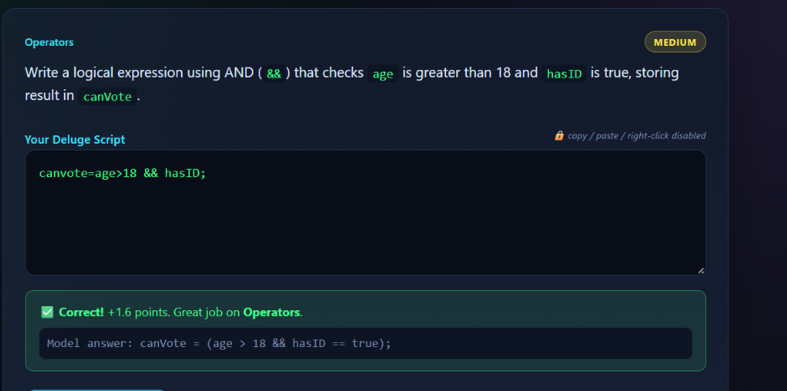 Operators
MEDIUM
Write a logical expression using AND ( && ) that checks age is greater than 18 and hasID is true, storing
result in canVote .
Your Deluge Script
🔒 copy / paste / right-click disabled
canvote=age>18 && hasID;
✅ Correct! +1.6 points. Great job on Operators.
Model answer: canVote = (age > 18 && hasID == true);